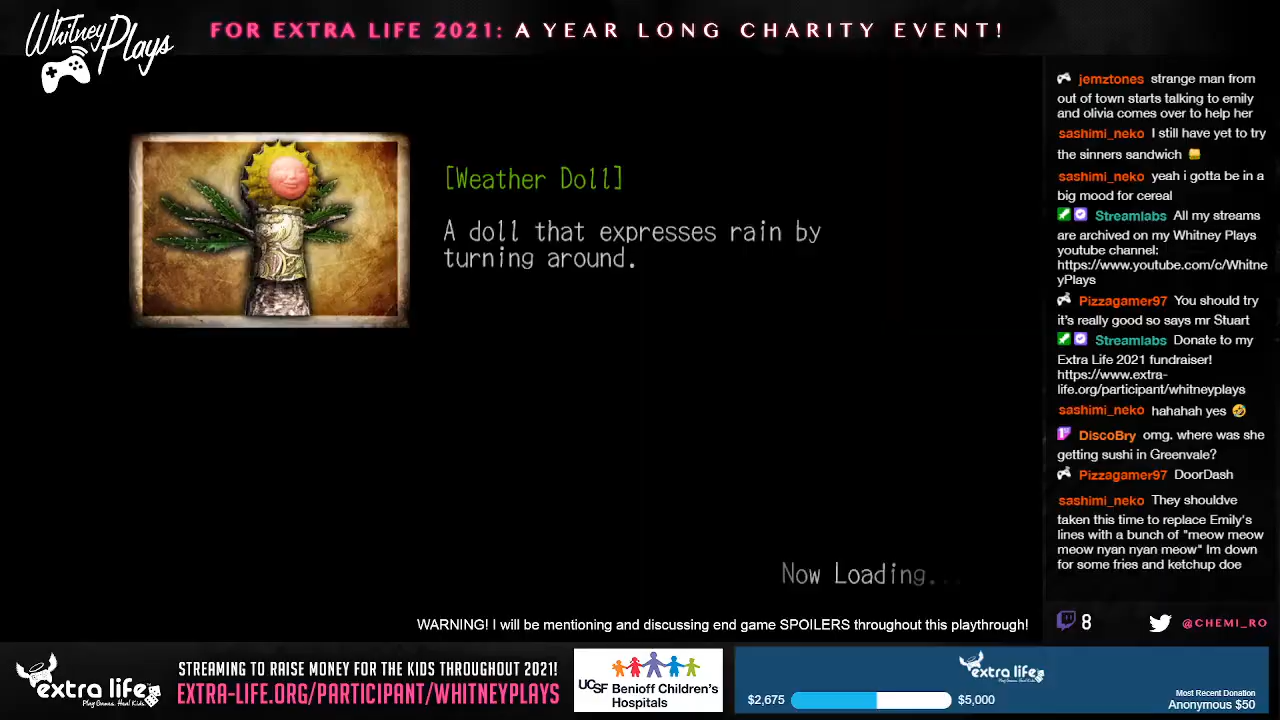 Whitney Plays
FOR EXTRA LIFE 2021: A YEAR LONG CHARITY EVENT!
[Weather Doll]
A doll that expresses rain by
turning around.
Now Loading...
WARNING! I will be mentioning and discussing end game SPOILERS throughout this playthrough!
jemztones strange man from
out of town starts talking to emily
and olivia comes over to help her
sashimi_neko I still have yet to try
the sinners sandwich
sashimi_neko yeah i gotta be in a
big mood for cereal
Streamlabs All my streams
are archived on my Whitney Plays
youtube channel:
https://www.youtube.com/c/Whitne
yPlays
Pizzagamer97 You should try
it's really good so says mr Stuart
Streamlabs Donate to my
Extra Life 2021 fundraiser!
https://www.extra-
life.org/participant/whitneyplays
sashimi_neko hahahah yes 🤣
DiscoBry omg. where was she
getting sushi in Greenvale?
Pizzagamer97 DoorDash
sashimi_neko They shouldve
taken this time to replace Emily's
lines with a bunch of "meow meow
meow nyan nyan meow" Im down
for some fries and ketchup doe
8
@CHEMI_RO
extra life
Play Games. Heal Kids.
STREAMING TO RAISE MONEY FOR THE KIDS THROUGHOUT 2021!
EXTRA-LIFE.ORG/PARTICIPANT/WHITNEYPLAYS
UCSF Benioff Children's
Hospitals
extra life
$2,675
$5,000
Most Recent Donation
Anonymous $50